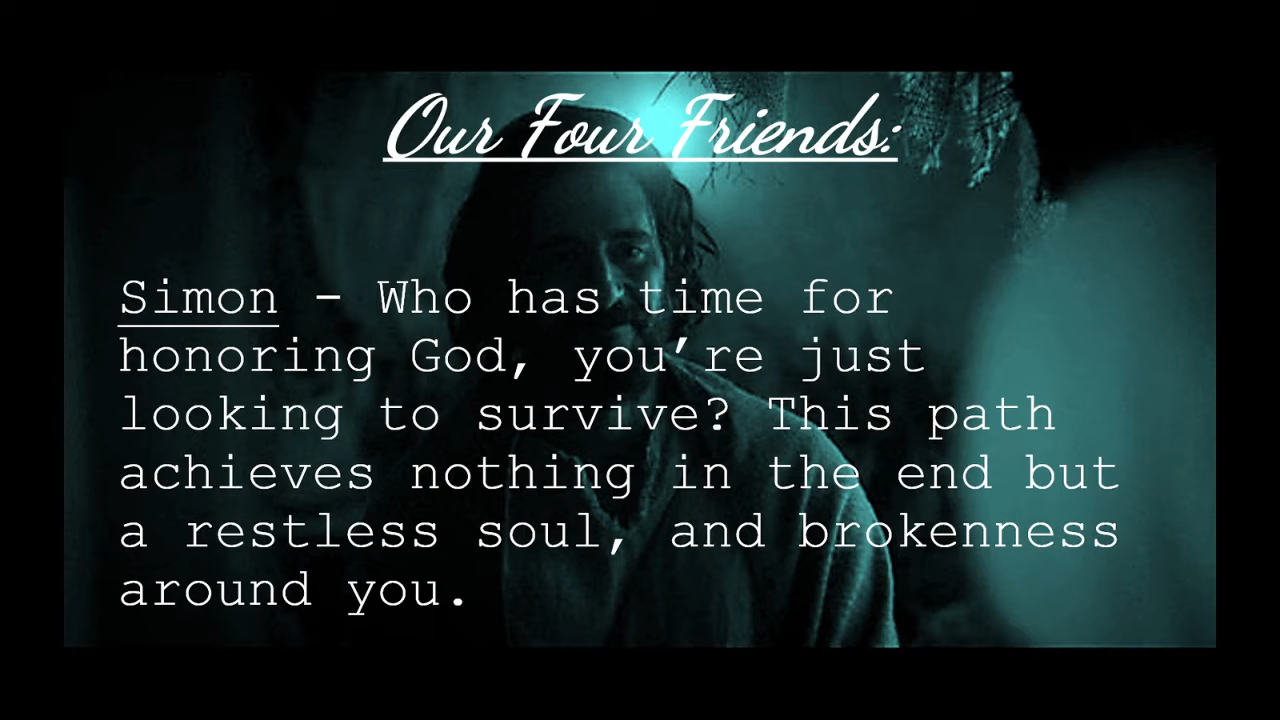 Our Four Friends:
Simon - Who has time for
honoring God, you’re just
looking to survive? This path
achieves nothing in the end but
a restless soul, and brokenness
around you.